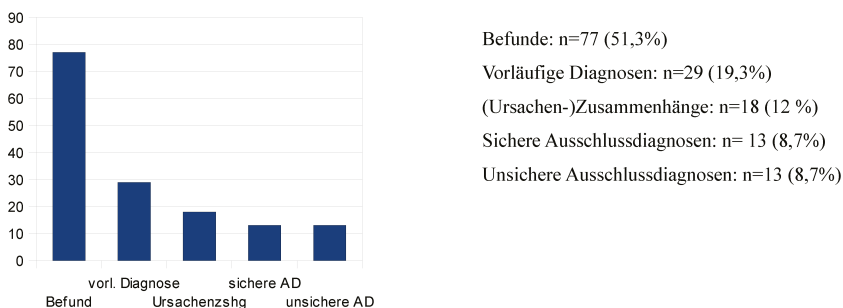 90
80
70
60
50
40
30
20
10
0
vorl. Diagnose
sichere AD
Befund
Ursachenzshg
unsichere AD
Befunde: n=77 (51,3%)
Vorläufige Diagnosen: n=29 (19,3%)
(Ursachen-)Zusammenhänge: n=18 (12 %)
Sichere Ausschlussdiagnosen: n= 13 (8,7%)
Unsichere Ausschlussdiagnosen: n=13 (8,7%)